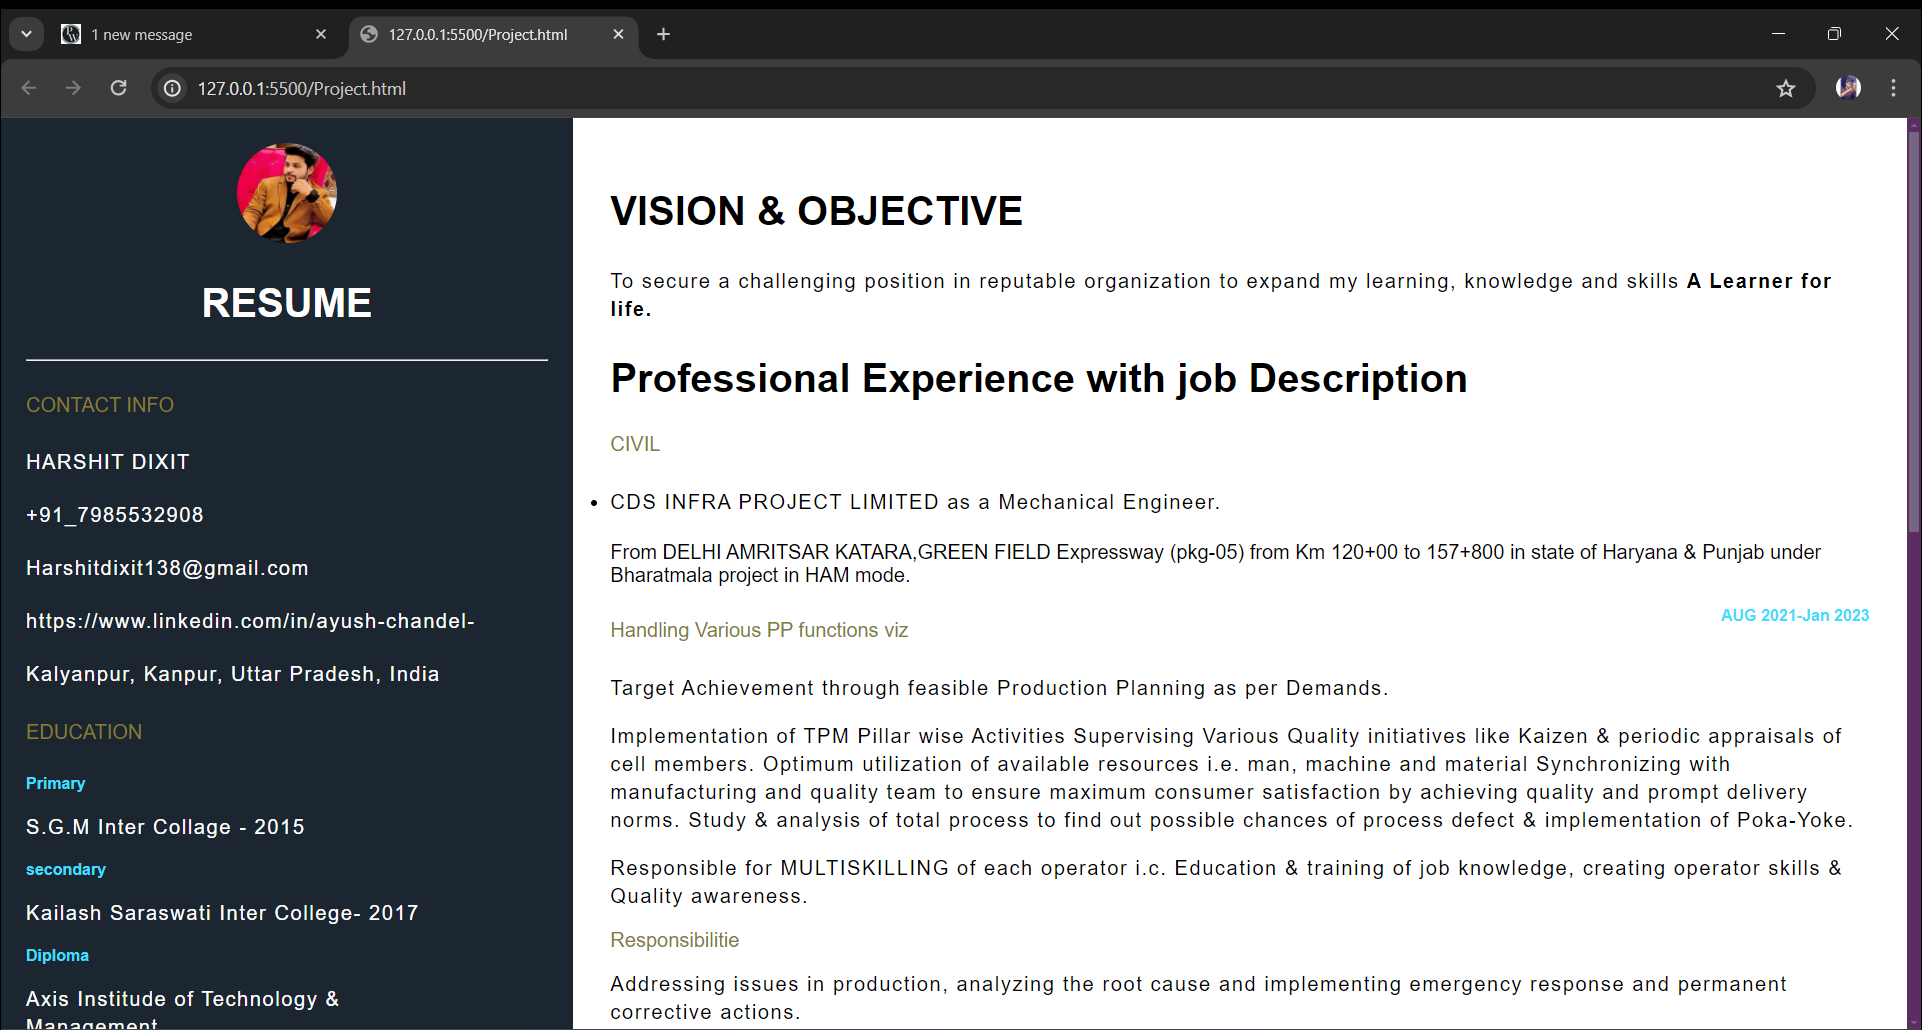 1 new message
127.0.0.1:5500/Project.html
127.0.0.1:5500/Project.html
RESUME
CONTACT INFO
HARSHIT DIXIT
+91_7985532908
Harshitdixit138@gmail.com
https://www.linkedin.com/in/ayush-chandel-
Kalyanpur, Kanpur, Uttar Pradesh, India
EDUCATION
Primary
S.G.M Inter Collage - 2015
secondary
Kailash Saraswati Inter College- 2017
Diploma
Axis Institude of Technology &
Management
VISION & OBJECTIVE
To secure a challenging position in reputable organization to expand my learning, knowledge and skills A Learner for
life.
Professional Experience with job Description
CIVIL
• CDS INFRA PROJECT LIMITED as a Mechanical Engineer.
From DELHI AMRITSAR KATARA,GREEN FIELD Expressway (pkg-05) from Km 120+00 to 157+800 in state of Haryana & Punjab under
Bharatmala project in HAM mode.
AUG 2021-Jan 2023
Handling Various PP functions viz
Target Achievement through feasible Production Planning as per Demands.
Implementation of TPM Pillar wise Activities Supervising Various Quality initiatives like Kaizen & periodic appraisals of
cell members. Optimum utilization of available resources i.e. man, machine and material Synchronizing with
manufacturing and quality team to ensure maximum consumer satisfaction by achieving quality and prompt delivery
norms. Study & analysis of total process to find out possible chances of process defect & implementation of Poka-Yoke.
Responsible for MULTISKILLING of each operator i.c. Education & training of job knowledge, creating operator skills &
Quality awareness.
Responsibilitie
Addressing issues in production, analyzing the root cause and implementing emergency response and permanent
corrective actions.